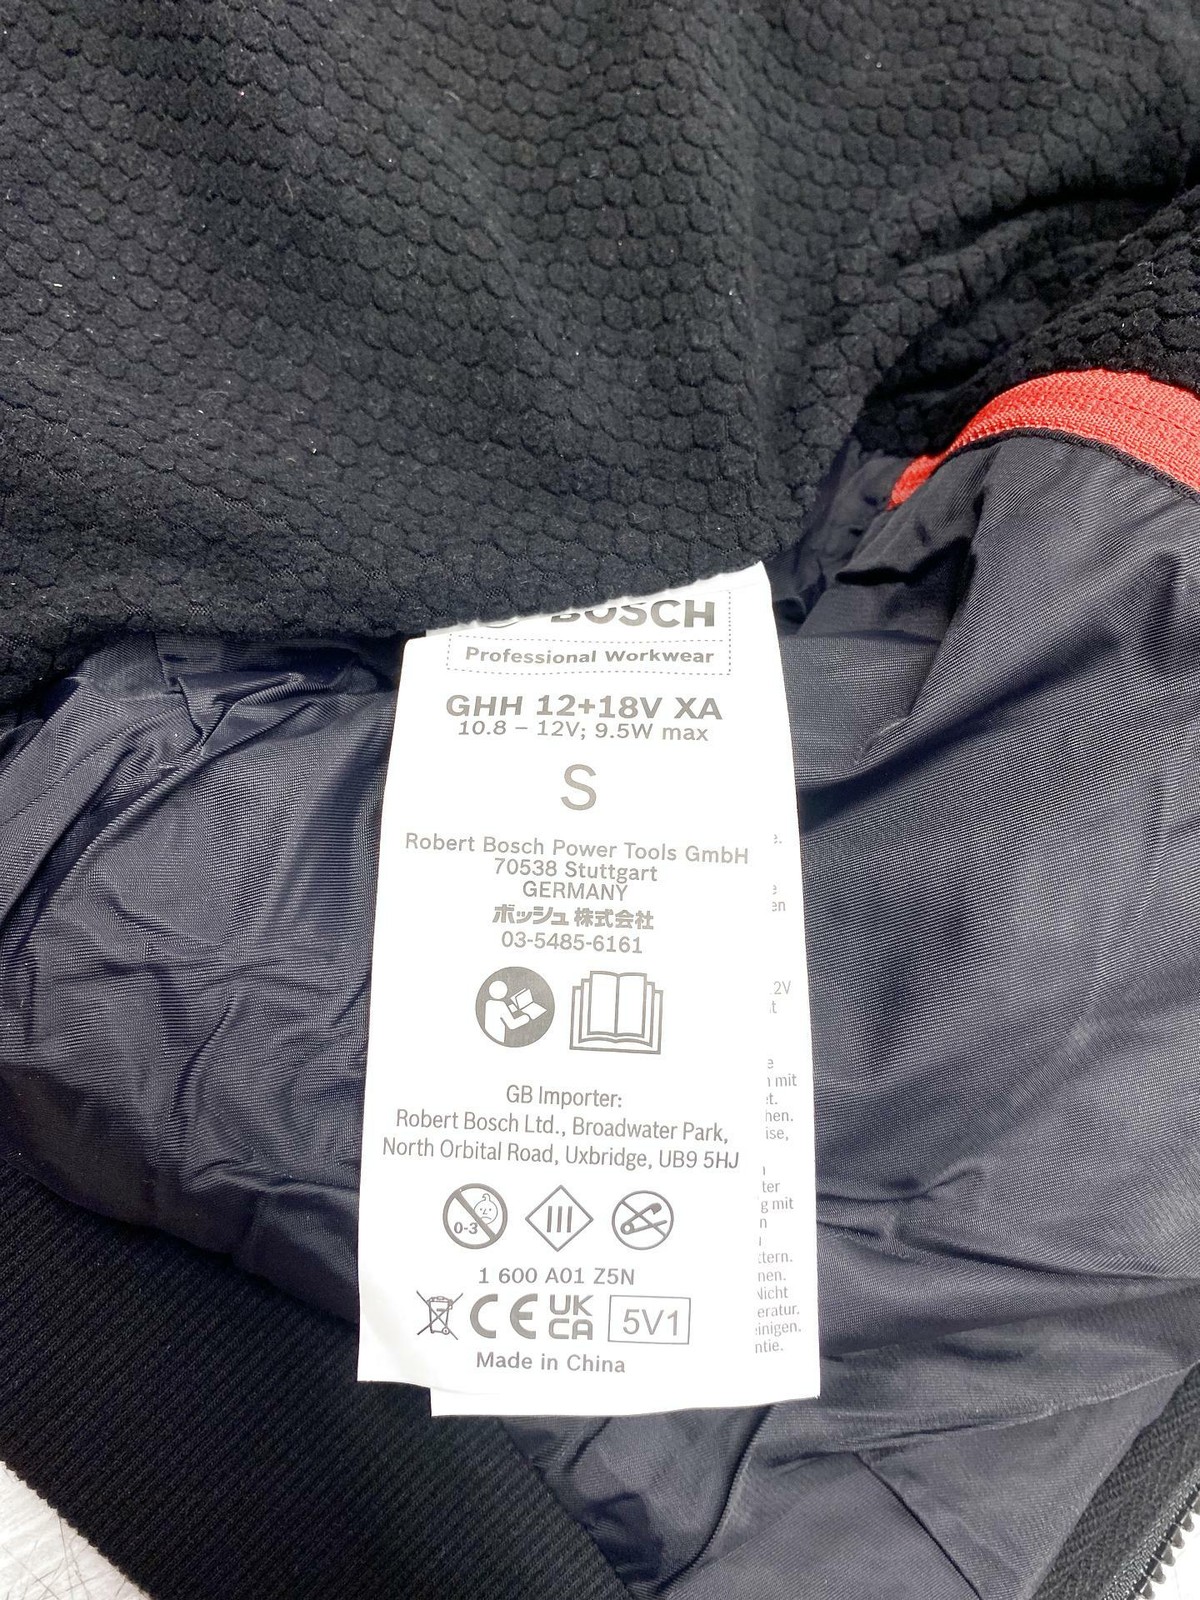 BOSCH
Professional Workwear
GHH 12+18V XA
10.8 – 12V; 9.5W max
S
Robert Bosch Power Tools GmbH
70538 Stuttgart
GERMANY
ボッシュ 株式会社
03-5485-6161
GB Importer:
Robert Bosch Ltd., Broadwater Park,
North Orbital Road, Uxbridge, UB9 5HJ
0-3 III
1 600 A01 Z5N
CE UK
CA 5V1
Made in China
2V
mit
mit